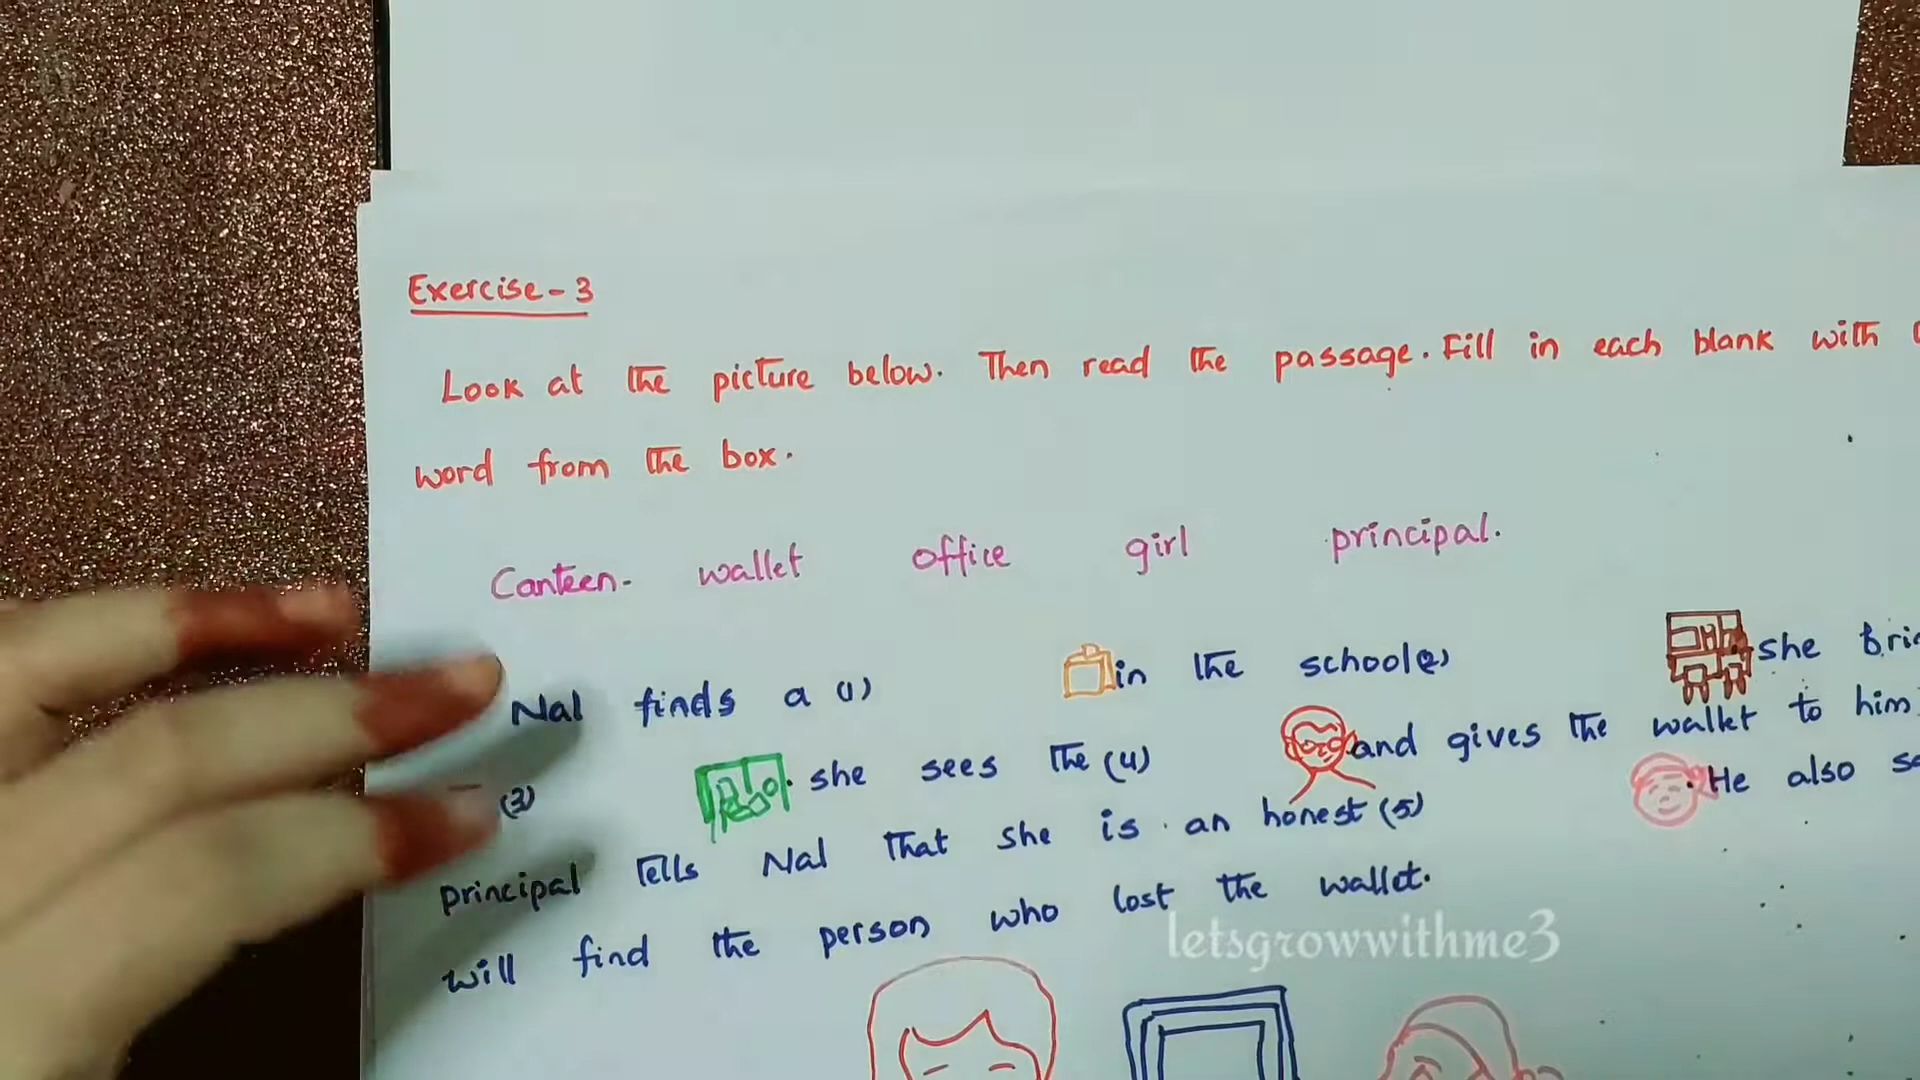 Exercise-3
Look at the picture below. Then read the passage. Fill in each blank with
word from the box.
Canteen. wallet office girl principal.
Nal finds a (1) in the school(2) she
(3) . she sees the (4) and gives the wallet to him
principal tells Nal that she is an honest (5) . He also
will find the person who lost the wallet.
letsgrowwithme3